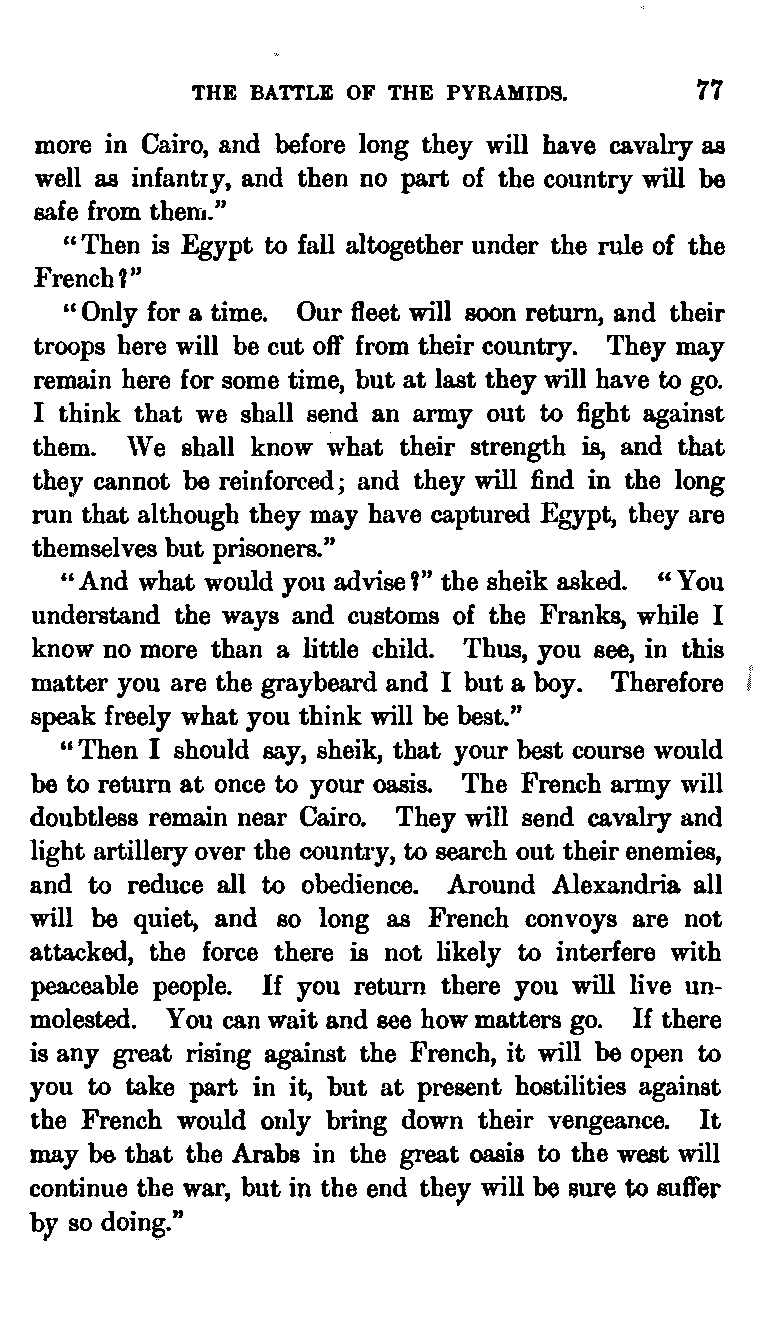 THE BATTLE OF THE PYRAMIDS. 77
more in Cairo, and before long they will have cavalry as
well as infantry, and then no part of the country will be
safe from them."
"Then is Egypt to fall altogether under the rule of the
French?"
"Only for a time. Our fleet will soon return, and their
troops here will be cut off from their country. They may
remain here for some time, but at last they will have to go.
I think that we shall send an army out to fight against
them. We shall know what their strength is, and that
they cannot be reinforced; and they will find in the long
run that although they may have captured Egypt, they are
themselves but prisoners."
"And what would you advise?" the sheik asked. "You
understand the ways and customs of the Franks, while I
know no more than a little child. Thus, you see, in this
matter you are the graybeard and I but a boy. Therefore
speak freely what you think will be best."
"Then I should say, sheik, that your best course would
be to return at once to your oasis. The French army will
doubtless remain near Cairo. They will send cavalry and
light artillery over the country, to search out their enemies,
and to reduce all to obedience. Around Alexandria all
will be quiet, and so long as French convoys are not
attacked, the force there is not likely to interfere with
peaceable people. If you return there you will live un-
molested. You can wait and see how matters go. If there
is any great rising against the French, it will be open to
you to take part in it, but at present hostilities against
the French would only bring down their vengeance. It
may be that the Arabs in the great oasis to the west will
continue the war, but in the end they will be sure to suffer
by so doing."